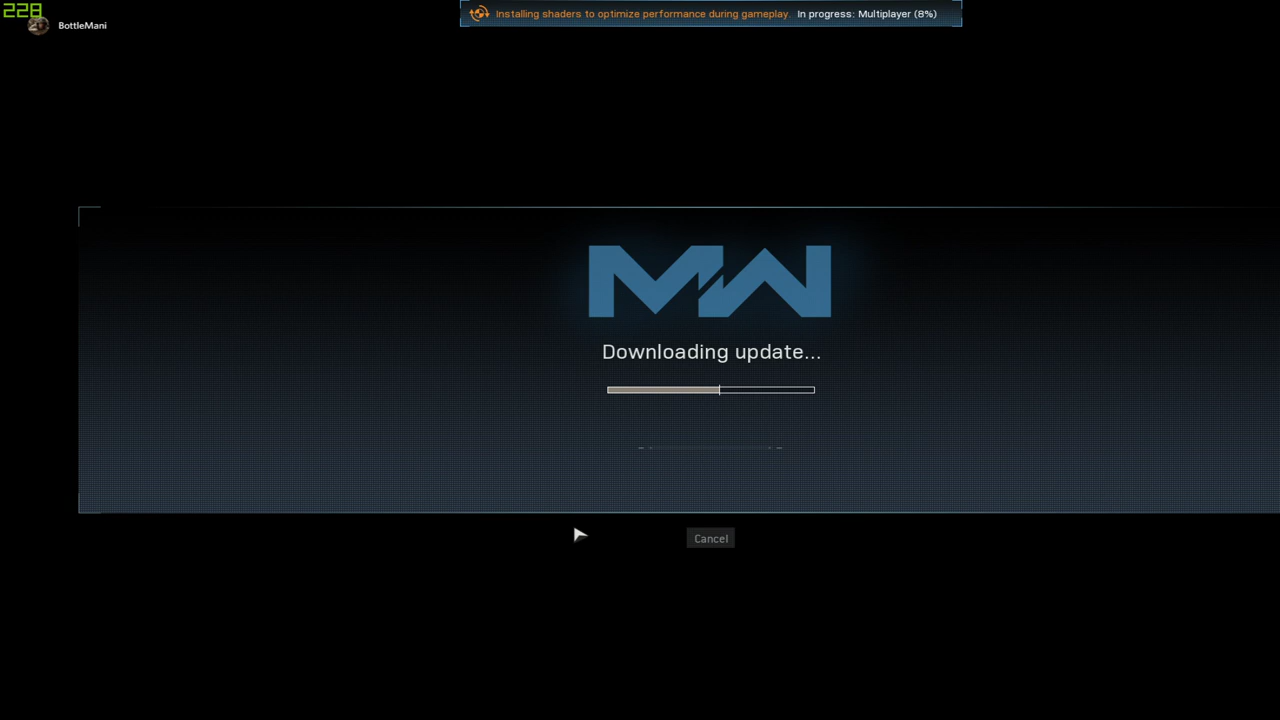 228
BottleMani
Installing shaders to optimize performance during gameplay. In progress: Multiplayer (8%)
MW
Downloading update...
Cancel